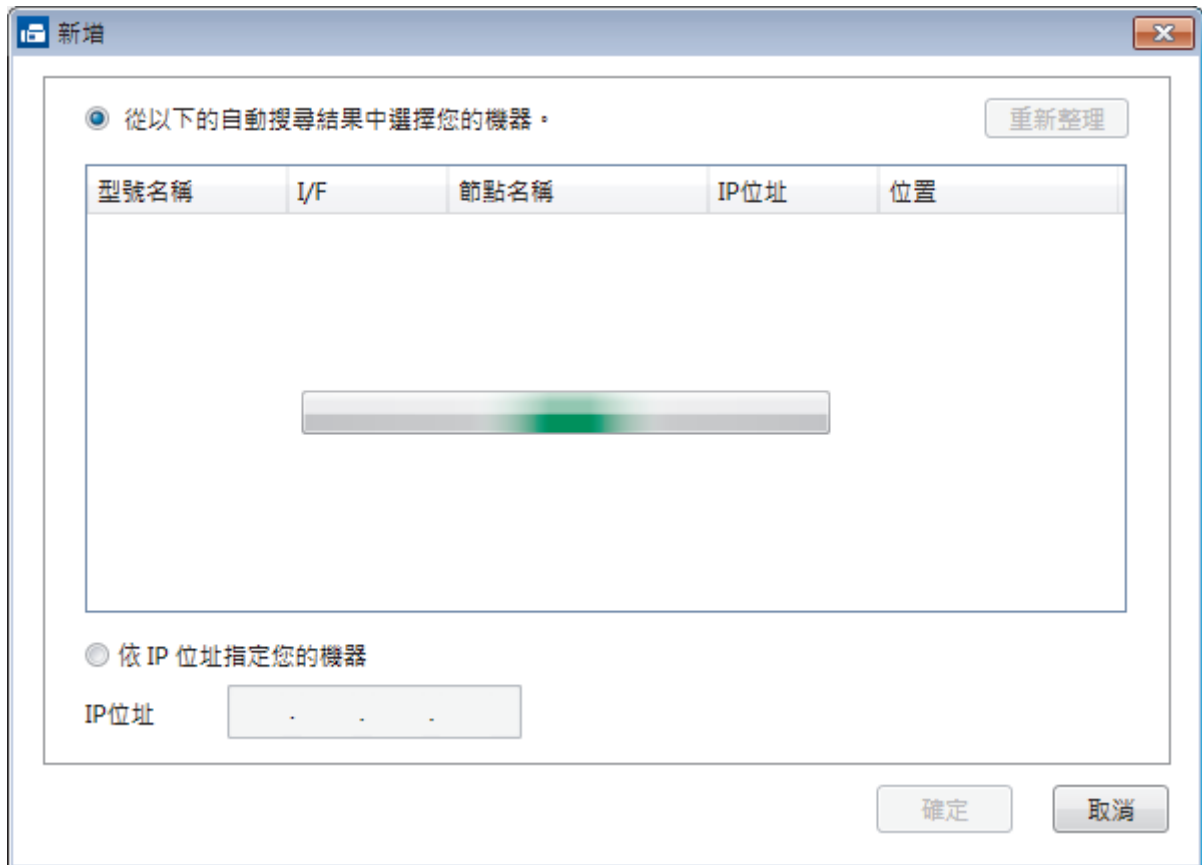 新增
從以下的自動搜尋結果中選擇您的機器。
重新整理
型號名稱 I/F 節點名稱 IP位址 位置
依 IP 位址指定您的機器
IP位址 . . .
確定 取消